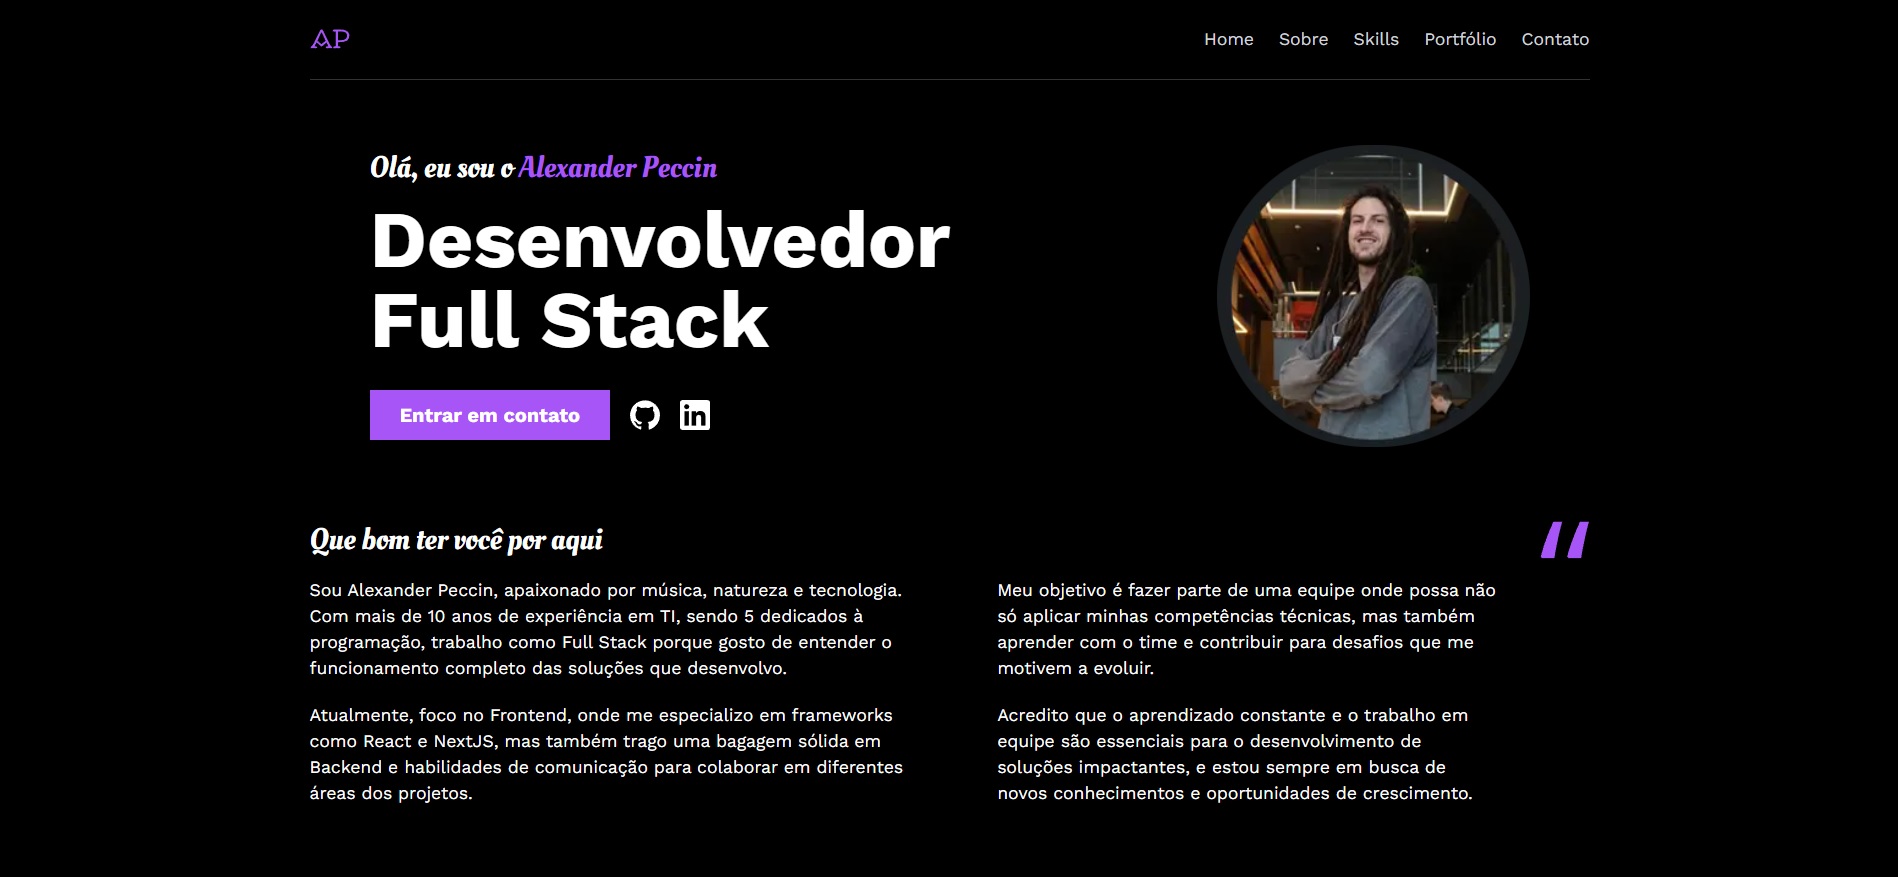 AP
Home Sobre Skills Portfólio Contato
Olá, eu sou o Alexander Peccin
Desenvolvedor
Full Stack
Entrar em contato
in
Que bom ter você por aqui
“
Sou Alexander Peccin, apaixonado por música, natureza e tecnologia.
Com mais de 10 anos de experiência em TI, sendo 5 dedicados à
programação, trabalho como Full Stack porque gosto de entender o
funcionamento completo das soluções que desenvolvo.
Atualmente, foco no Frontend, onde me especializo em frameworks
como React e NextJS, mas também trago uma bagagem sólida em
Backend e habilidades de comunicação para colaborar em diferentes
áreas dos projetos.
Meu objetivo é fazer parte de uma equipe onde possa não
só aplicar minhas competências técnicas, mas também
aprender com o time e contribuir para desafios que me
motivem a evoluir.
Acredito que o aprendizado constante e o trabalho em
equipe são essenciais para o desenvolvimento de
soluções impactantes, e estou sempre em busca de
novos conhecimentos e oportunidades de crescimento.